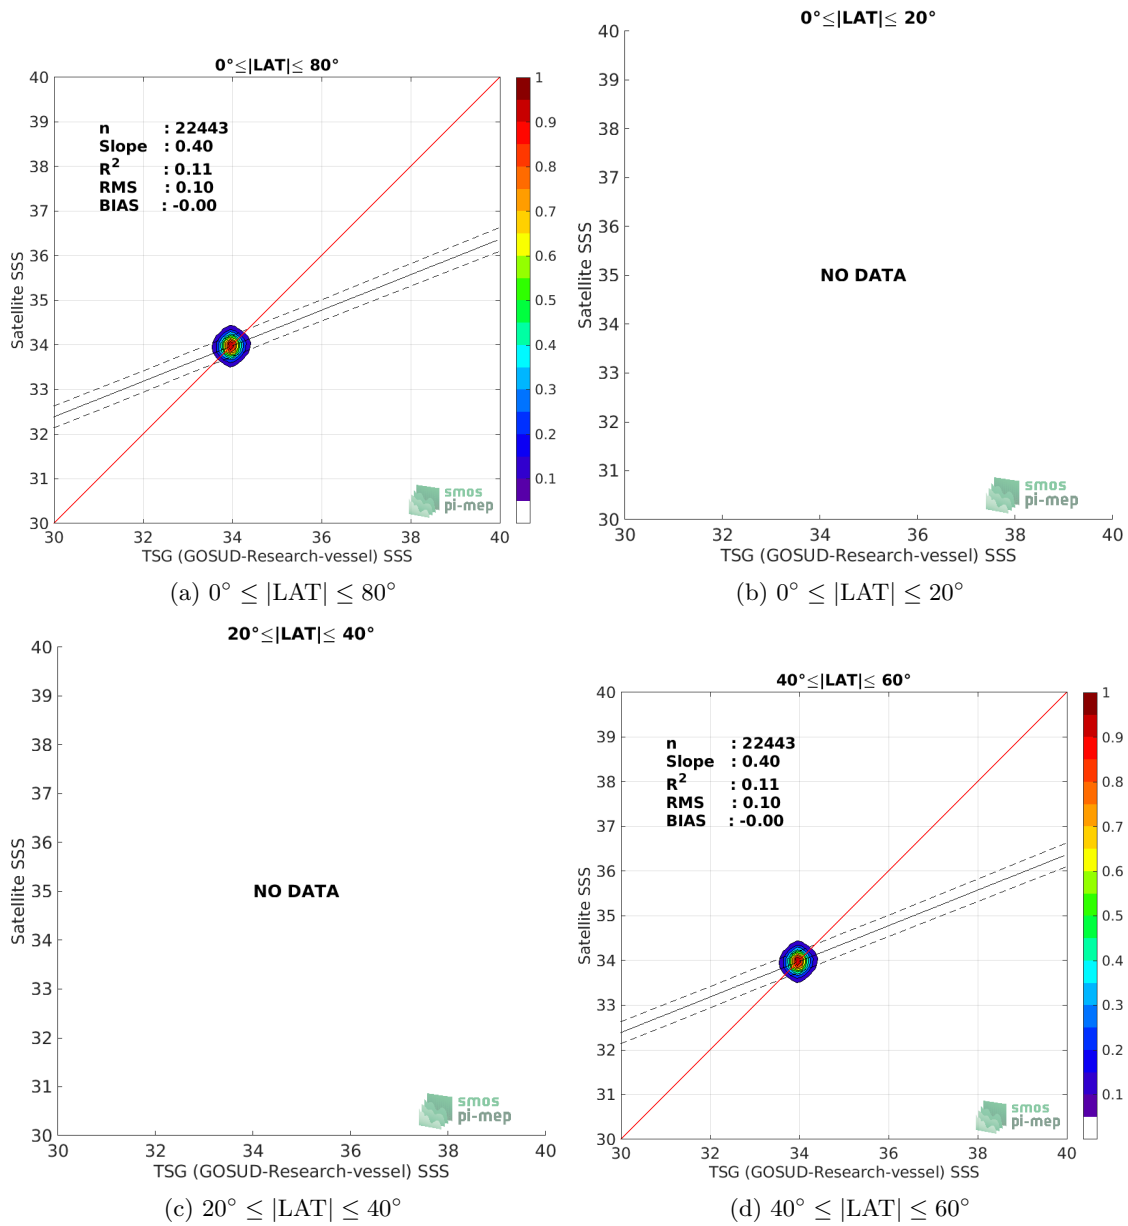 0°≤|LAT|≤ 80°
40
39
38
37
36
35
34
33
32
31
30
n : 22443
Slope : 0.40
R2 : 0.11
RMS : 0.10
BIAS : -0.00
Satellite SSS
30 32 34 36 38 40
TSG (GOSUD-Research-vessel) SSS
smos
pi-mep
1
0.9
0.8
0.7
0.6
0.5
0.4
0.3
0.2
0.1
(a) 0° ≤ |LAT| ≤ 80°
0°≤|LAT|≤ 20°
40
39
38
37
36
35
34
33
32
31
30
Satellite SSS
NO DATA
smos
pi-mep
30 32 34 36 38 40
TSG (GOSUD-Research-vessel) SSS
(b) 0° ≤ |LAT| ≤ 20°
20°≤|LAT|≤ 40°
40
39
38
37
36
35
34
33
32
31
30
Satellite SSS
NO DATA
smos
pi-mep
30 32 34 36 38 40
TSG (GOSUD-Research-vessel) SSS
(c) 20° ≤ |LAT| ≤ 40°
40°≤|LAT|≤ 60°
40
39
38
37
36
35
34
33
32
31
30
n : 22443
Slope : 0.40
R2 : 0.11
RMS : 0.10
BIAS : -0.00
Satellite SSS
smos
pi-mep
30 32 34 36 38 40
TSG (GOSUD-Research-vessel) SSS
1
0.9
0.8
0.7
0.6
0.5
0.4
0.3
0.2
0.1
(d) 40° ≤ |LAT| ≤ 60°